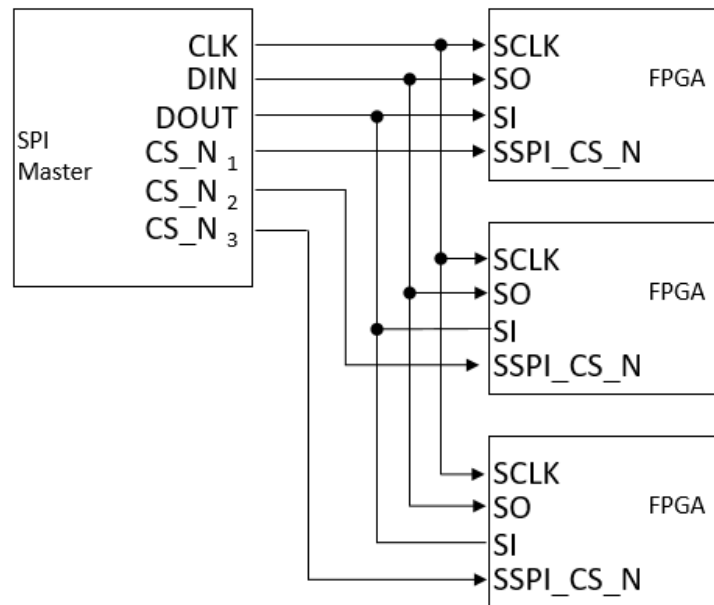 CLK
DIN
DOUT
SPI
Master
CS_N 1
CS_N 2
CS_N 3
SCLK
SO
FPGA
SI
SSPI_CS_N
SCLK
SO
FPGA
SI
SSPI_CS_N
SCLK
SO
FPGA
SI
SSPI_CS_N